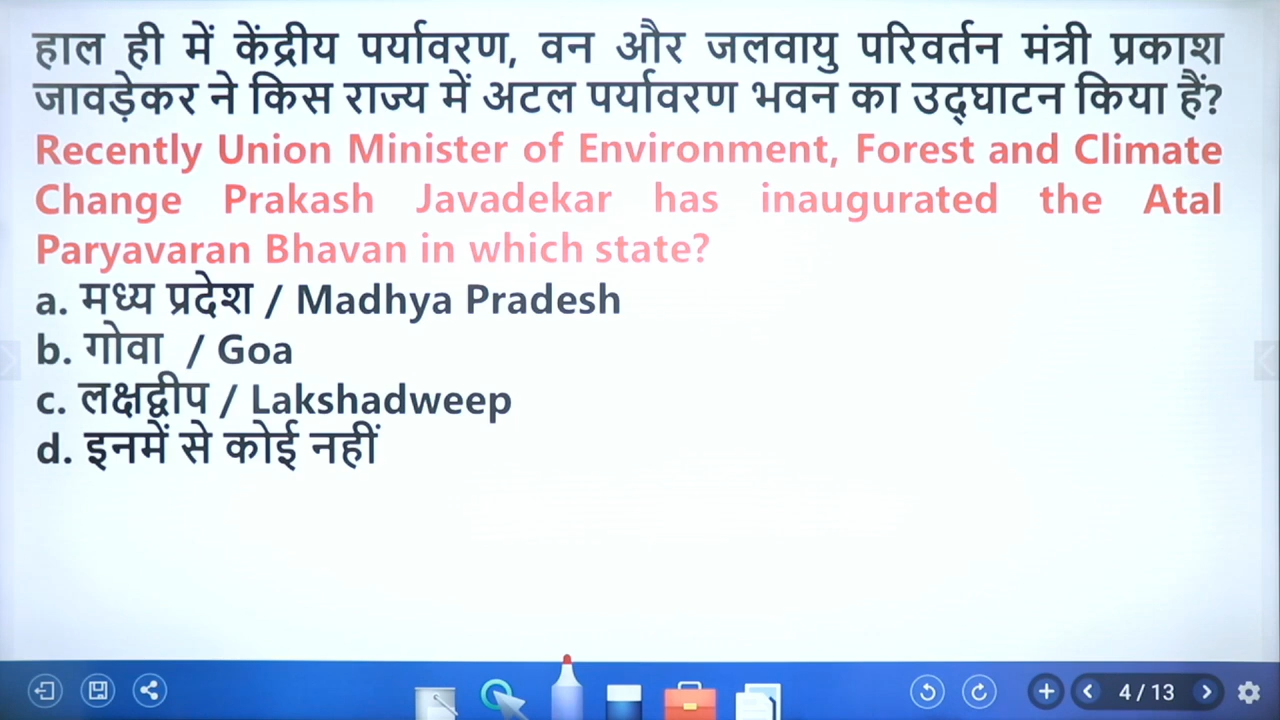 हाल ही में केंद्रीय पर्यावरण, वन और जलवायु परिवर्तन मंत्री प्रकाश
जावड़ेकर ने किस राज्य में अटल पर्यावरण भवन का उद्घाटन किया हैं?
Recently Union Minister of Environment, Forest and Climate
Change Prakash Javadekar has inaugurated the Atal
Paryavaran Bhavan in which state?
a. मध्य प्रदेश / Madhya Pradesh
b. गोवा / Goa
c. लक्षद्वीप / Lakshadweep
d. इनमें से कोई नहीं
4 / 13